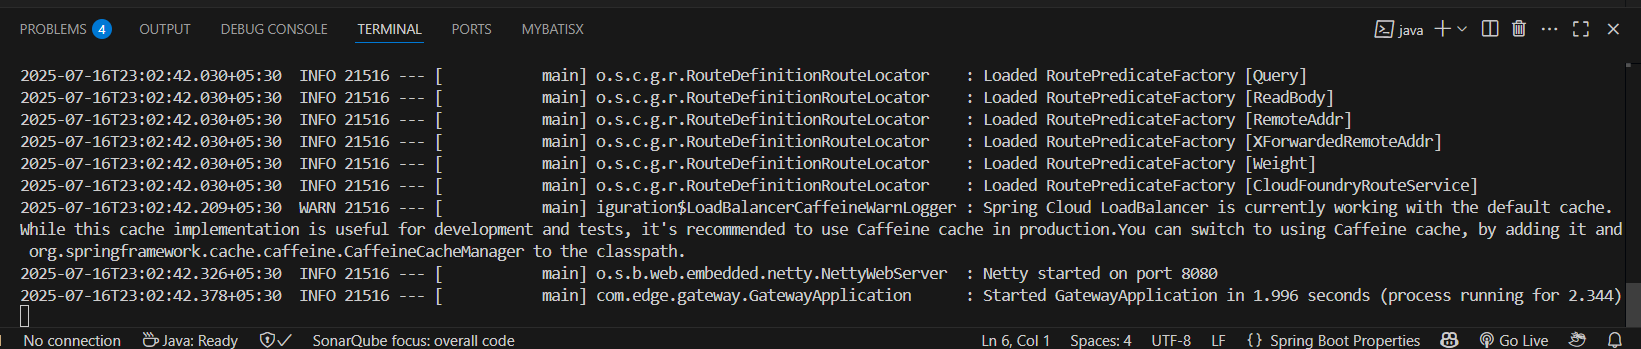 PROBLEMS 4 OUTPUT DEBUG CONSOLE TERMINAL PORTS MYBATISX java
2025-07-16T23:02:42.030+05:30  INFO 21516 --- [           main] o.s.c.g.r.RouteDefinitionRouteLocator    : Loaded RoutePredicateFactory [Query]
2025-07-16T23:02:42.030+05:30  INFO 21516 --- [           main] o.s.c.g.r.RouteDefinitionRouteLocator    : Loaded RoutePredicateFactory [ReadBody]
2025-07-16T23:02:42.030+05:30  INFO 21516 --- [           main] o.s.c.g.r.RouteDefinitionRouteLocator    : Loaded RoutePredicateFactory [RemoteAddr]
2025-07-16T23:02:42.030+05:30  INFO 21516 --- [           main] o.s.c.g.r.RouteDefinitionRouteLocator    : Loaded RoutePredicateFactory [XForwardedRemoteAddr]
2025-07-16T23:02:42.030+05:30  INFO 21516 --- [           main] o.s.c.g.r.RouteDefinitionRouteLocator    : Loaded RoutePredicateFactory [Weight]
2025-07-16T23:02:42.030+05:30  INFO 21516 --- [           main] o.s.c.g.r.RouteDefinitionRouteLocator    : Loaded RoutePredicateFactory [CloudFoundryRouteService]
2025-07-16T23:02:42.209+05:30  WARN 21516 --- [           main] iguration$LoadBalancerCaffeineWarnLogger : Spring Cloud LoadBalancer is currently working with the default cache.
While this cache implementation is useful for development and tests, it's recommended to use Caffeine cache in production.You can switch to using Caffeine cache, by adding it and
org.springframework.cache.caffeine.CaffeineCacheManager to the classpath.
2025-07-16T23:02:42.326+05:30  INFO 21516 --- [           main] o.s.b.web.embedded.netty.NettyWebServer  : Netty started on port 8080
2025-07-16T23:02:42.378+05:30  INFO 21516 --- [           main] com.edge.gateway.GatewayApplication      : Started GatewayApplication in 1.996 seconds (process running for 2.344)
No connection Java: Ready SonarQube focus: overall code Ln 6, Col 1 Spaces: 4 UTF-8 LF {} Spring Boot Properties Go Live